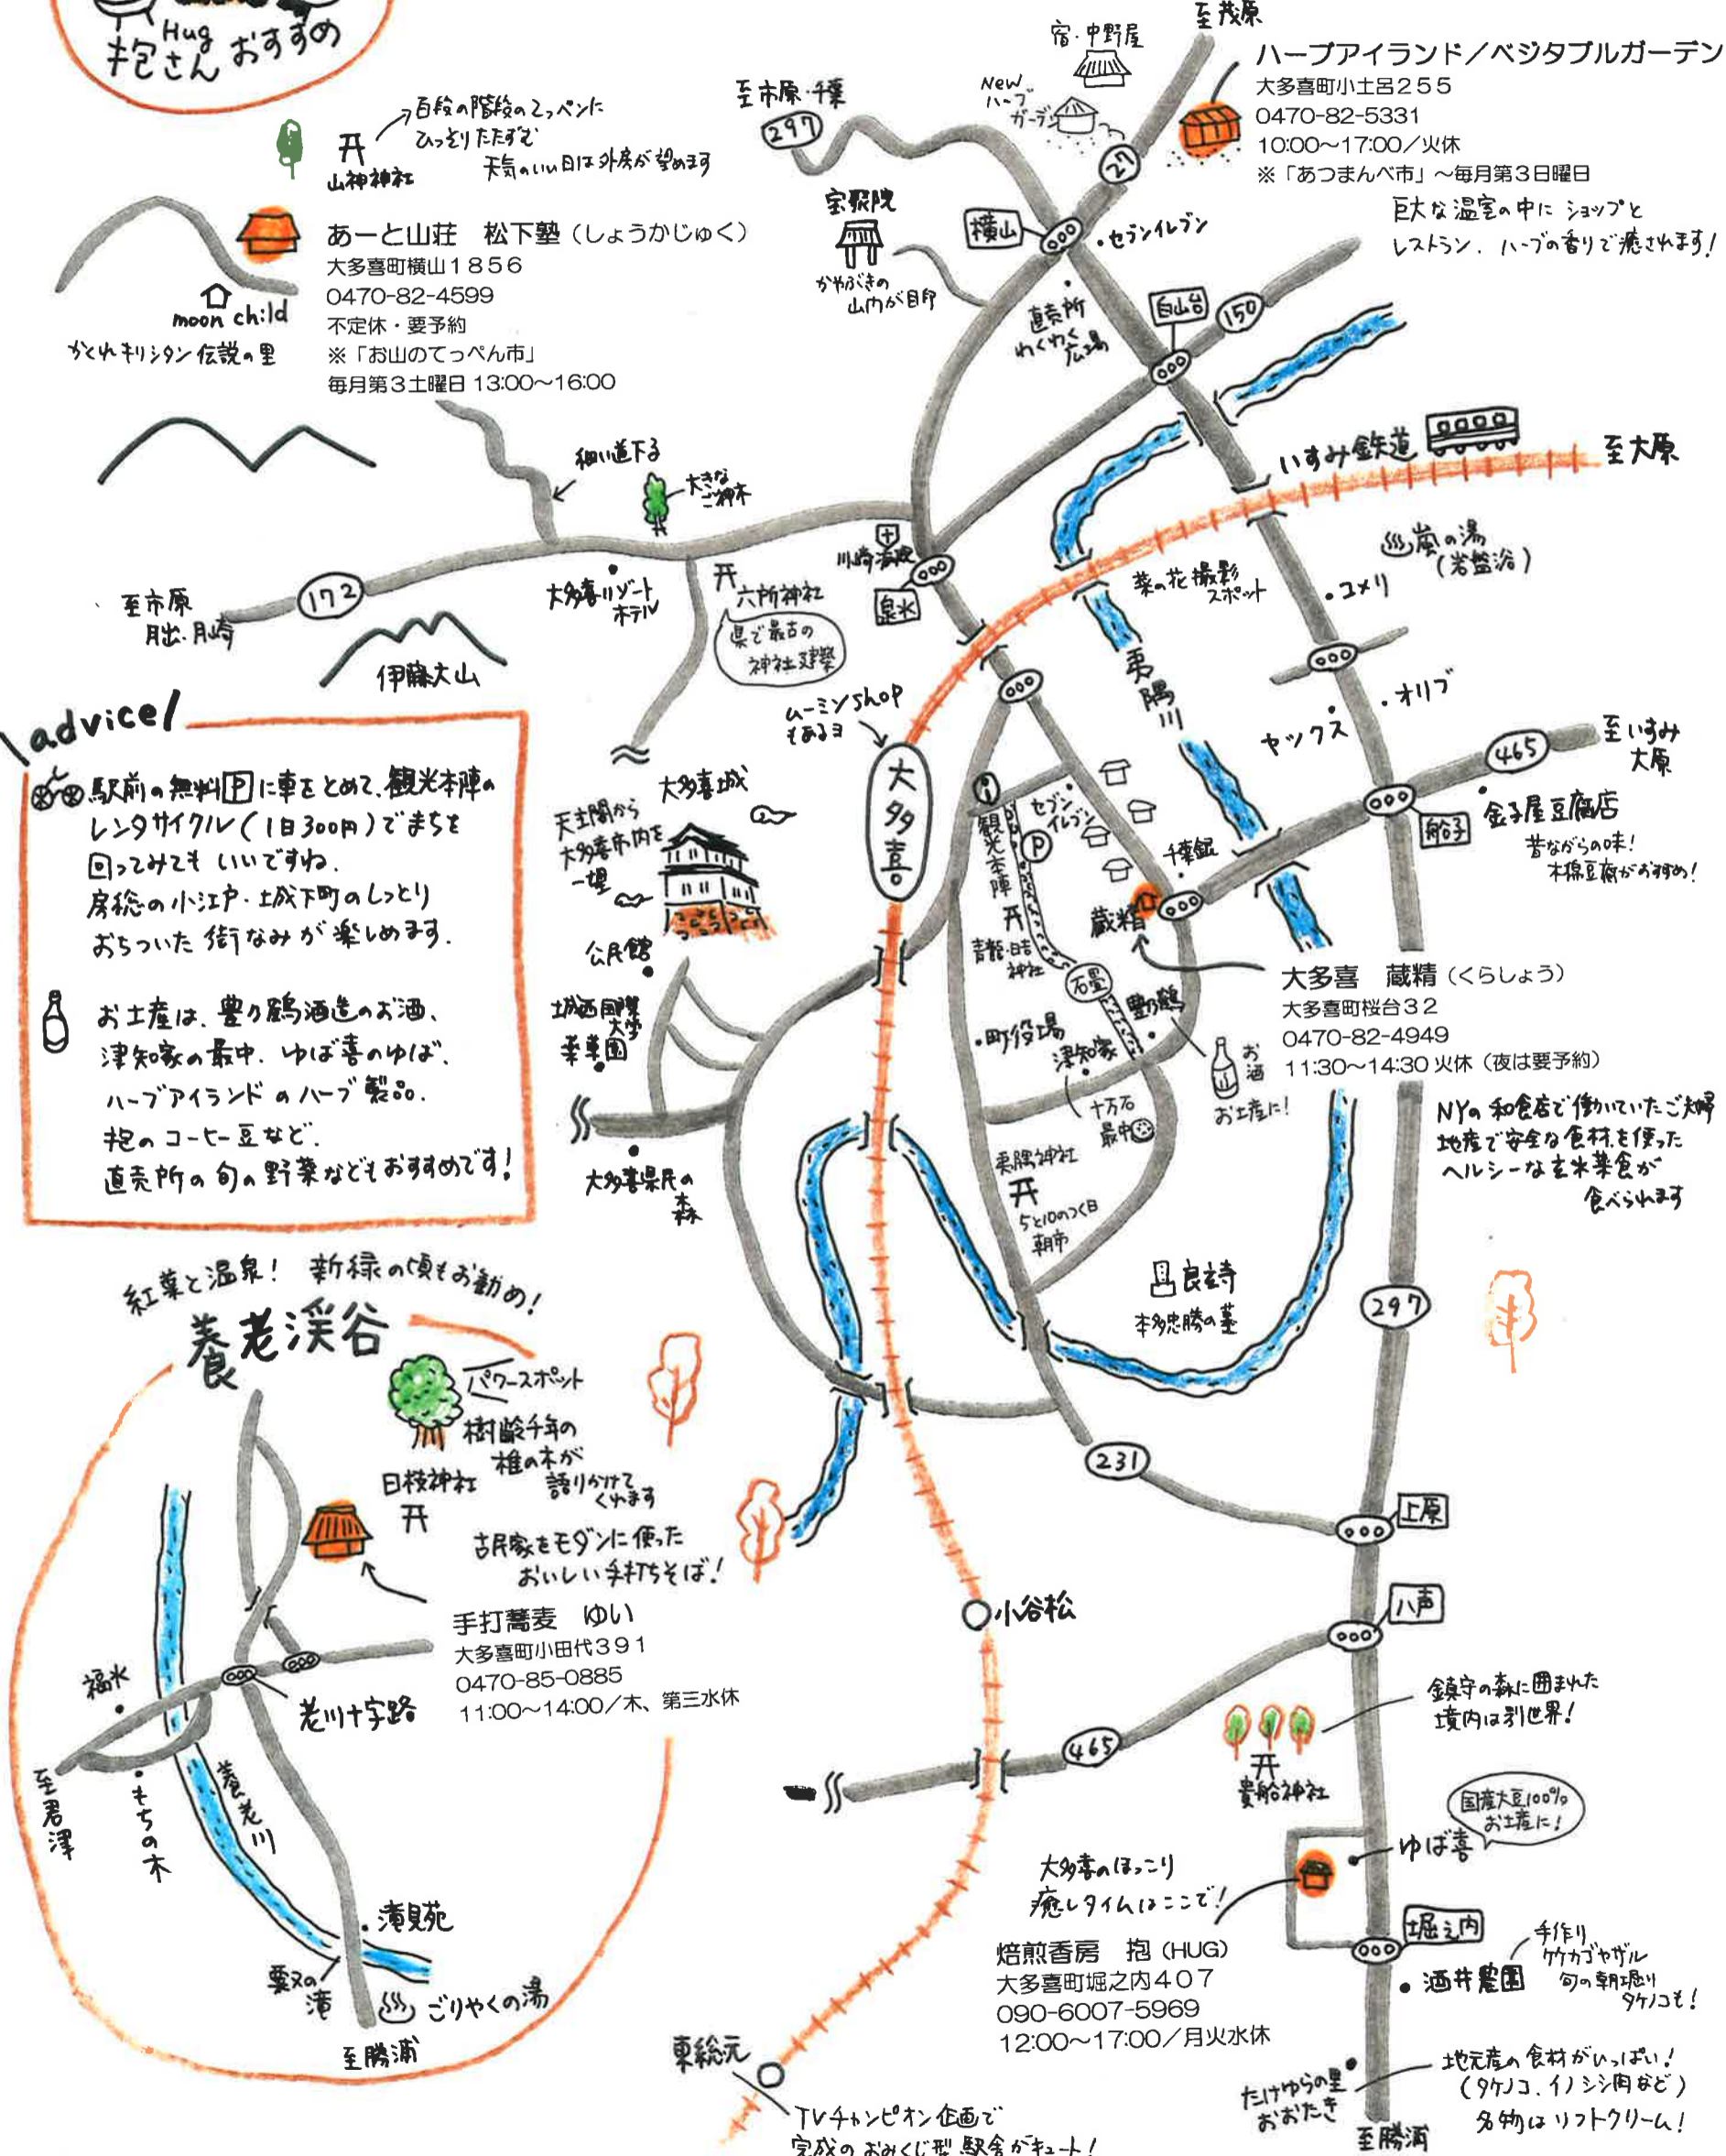 Hug
抱さん おすすめ
百段の階段のてっぺんに
ひっそりたたずむ
天気のいい日は外房が望めます
山神神社
あーと山荘 松下塾（しょうかじゅく）
大多喜町横山１８５６
0470-82-4599
不定休・要予約
※「お山のてっぺん市」
毎月第３土曜日 13:00～16:00
moon child
かくれキリシタン伝説の里
至茂原
宿・中野屋
New
ハーブ
ガーデン
至市原・千葉
297
27
ハーブアイランド／ベジタブルガーデン
大多喜町小土呂２５５
0470-82-5331
10:00～17:00／火休
※「あつまんべ市」～毎月第３日曜日
巨大な温室の中に ショップと
レストラン. ハーブの香りで癒されます!
宝聚院
かやぶきの
山門が目印
横山
・セブンイレブン
直売所
わくわく
広場
白山台
150
いすみ鉄道
至大原
細い道下る
大きな
ご神木
172
至市原
月出・月崎
大多喜リゾート
ホテル
六所神社
県で最古の
神社建築
伊藤大山
泉水
菜の花撮影
スポット
嵐の湯
(岩盤浴)
・コメリ
・オリブ
ヤックス
夷隅川
465
至いすみ
大原
船子
金子屋豆腐店
昔ながらの味!
木綿豆腐がおすすめ!
ムーミンshop
もあるヨ
大多喜
advice
駅前の無料Pに車をとめて、観光本陣の
レンタサイクル(1日300円)でまちを
回ってみても いいですね.
房総の小江戸・城下町のしっとり
おちついた 街なみが 楽しめます.
お土産は、豊乃鶴酒造のお酒、
津知家の最中. ゆば喜のゆば.
ハーブアイランドのハーブ製品.
抱のコーヒー豆など.
直売所の旬の野菜などもおすすめです!
大多喜城
天主閣から
大多喜市内を
一望
公民館
城西国際
大学
薬草園
大多喜県民の
森
観光本陣
セブン
イレブン
P
千葉銀
蔵精
青龍・日吉
神社
石畳
・町役場
津知家
豊乃鶴
お酒
お土産に!
十万石
最中
夷隅神社
5と10のつく日
朝市
大多喜 蔵精（くらしょう）
大多喜町桜台３２
0470-82-4949
11:30～14:30 火休（夜は要予約）
NYの和食店で働いていたご夫婦
地産で安全な食材を使った
ヘルシーな玄米菜食が
食べられます
良玄寺
本多忠勝の墓
297
231
上原
八声
小谷松
465
鎮守の森に囲まれた
境内は別世界!
貴船神社
国産大豆100%
お土産に!
ゆば喜
大多喜のほっこり
癒しタイムはここで!
焙煎香房 抱（HUG）
大多喜町堀之内４０７
090-6007-5969
12:00～17:00／月火水休
堀之内
酒井農園
手作り
旬の朝堀り
タケノコも!
たけゆらの里
おおたき
地元産の食材がいっぱい!
(タケノコ、イノシシ肉など)
名物はソフトクリーム!
至勝浦
東総元
TVチャンピオン企画で
完成の おみくじ型 駅舎がキュート!
紅葉と温泉! 新緑の頃もお勧め!
養老渓谷
パワースポット
樹齢千年の
椎の木が
語りかけて
くれます
日枝神社
古民家をモダンに使った
おいしい手打ちそば!
手打蕎麦 ゆい
大多喜町小田代３９１
0470-85-0885
11:00～14:00／木、第三水休
福水
老川十字路
至君津
・もちの木
養老川
・滝見苑
粟又の
滝
ごりやくの湯
至勝浦